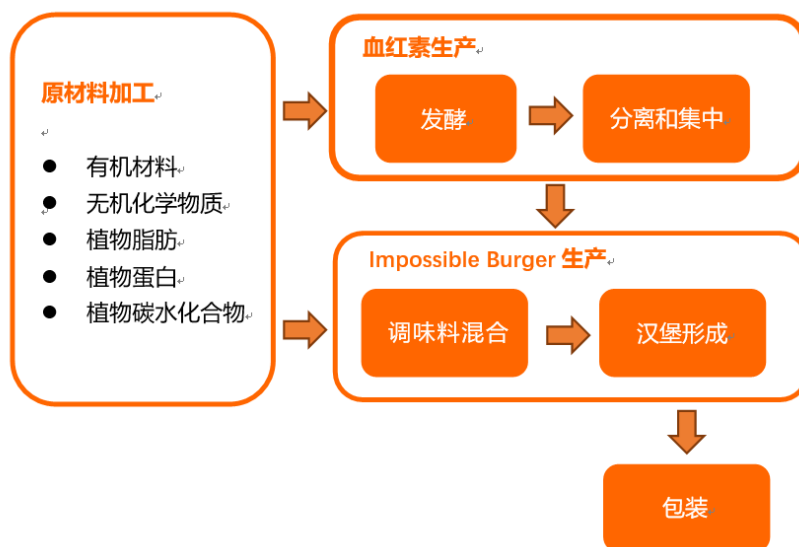 原材料加工
有机材料
无机化学物质
植物脂肪
植物蛋白
植物碳水化合物
血红素生产
发酵
分离和集中
Impossible Burger 生产
调味料混合
汉堡形成
包装